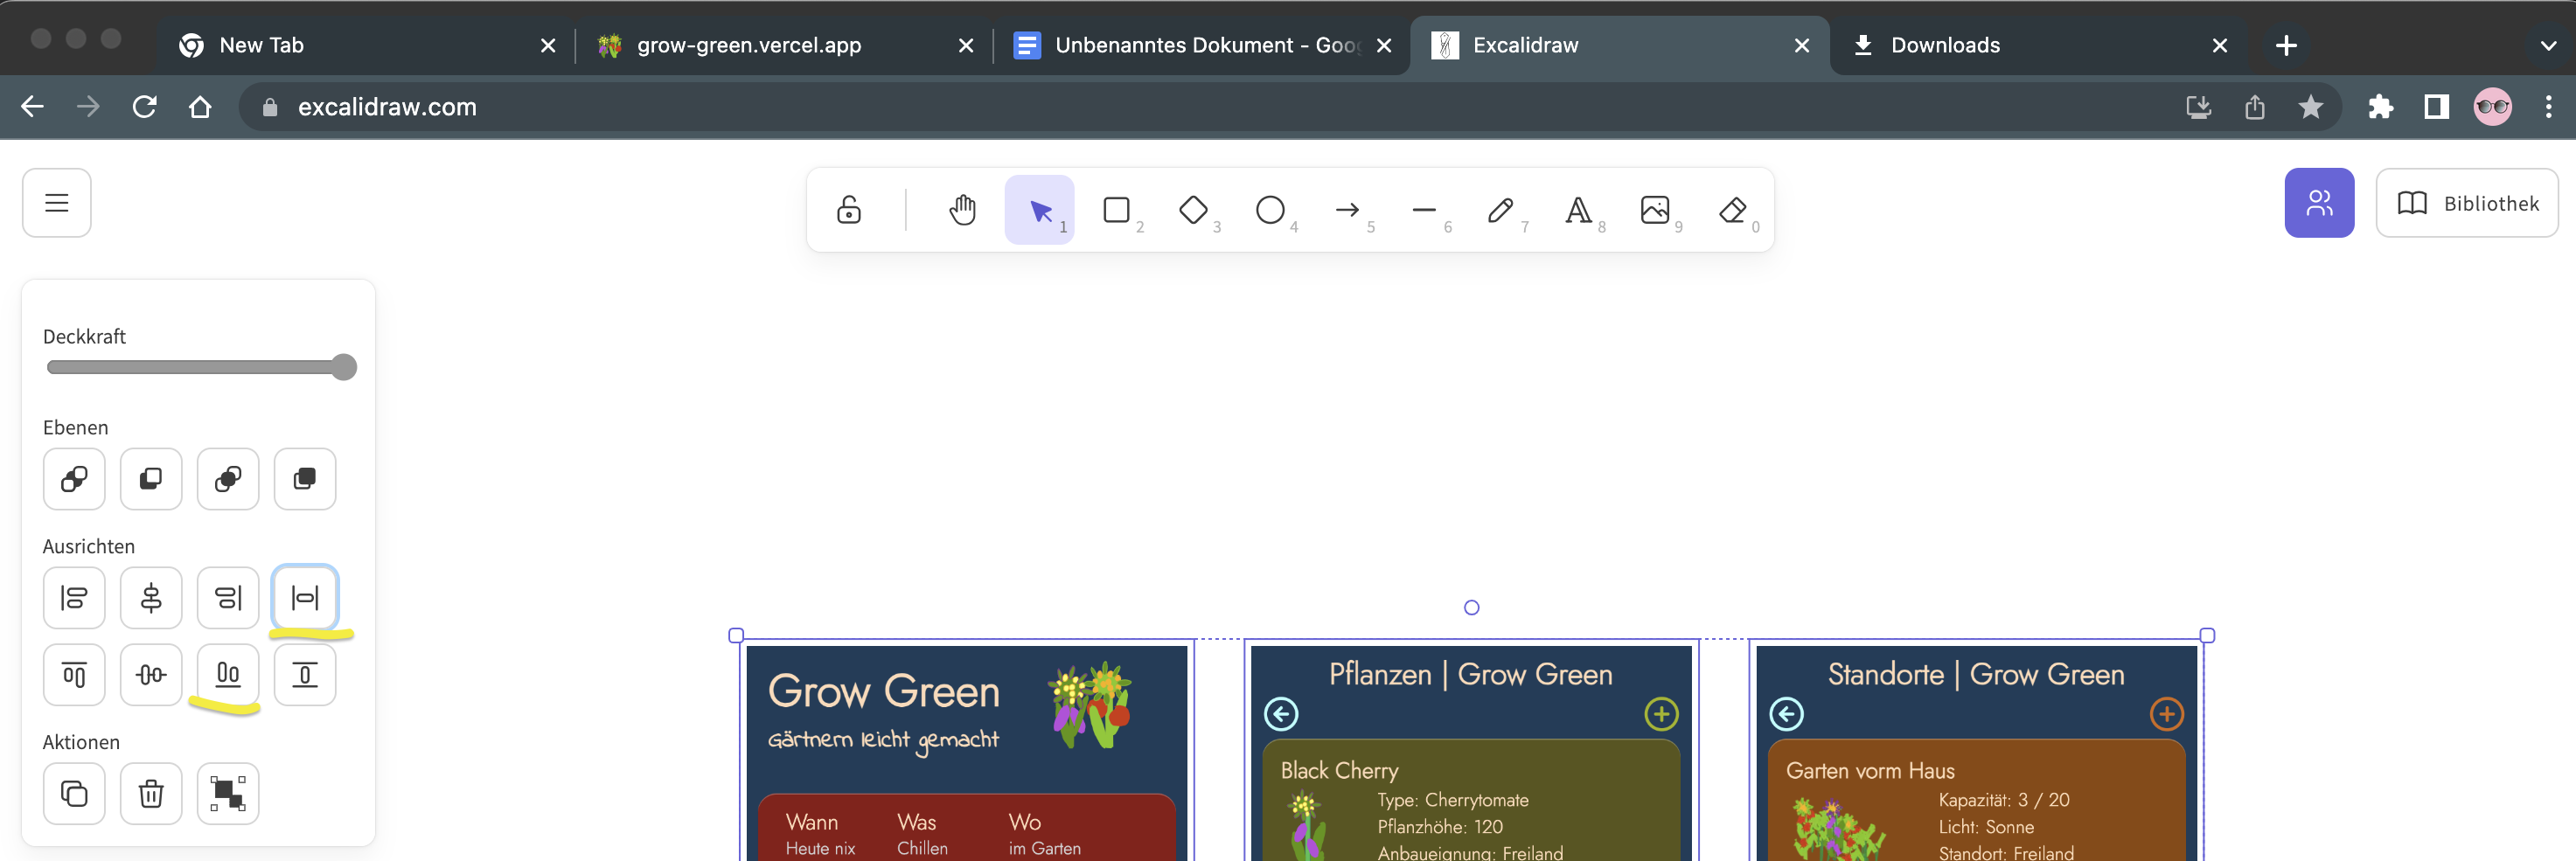 New Tab
grow-green.vercel.app
Unbenanntes Dokument - Goog
Excalidraw
Downloads
excalidraw.com
1
2
3
4
5
6
7
8
9
0
Bibliothek
Deckkraft
Ebenen
Ausrichten
Aktionen
Grow Green
Gärtnern leicht gemacht
Wann
Was
Wo
Heute nix
Chillen
im Garten
Pflanzen | Grow Green
Black Cherry
Type: Cherrytomate
Pflanzhöhe: 120
Anbaueignung: Freiland
Standorte | Grow Green
Garten vorm Haus
Kapazität: 3 / 20
Licht: Sonne
Standort: Freiland